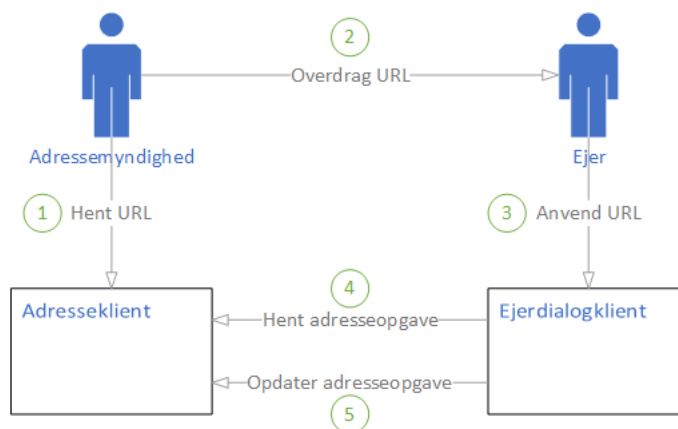 2
Overdrag URL
Adressemyndighed
Ejer
1 Hent URL
3 Anvend URL
Adresseklient
4
Hent adresseopgave
Ejerdialogklient
Opdater adresseopgave
5